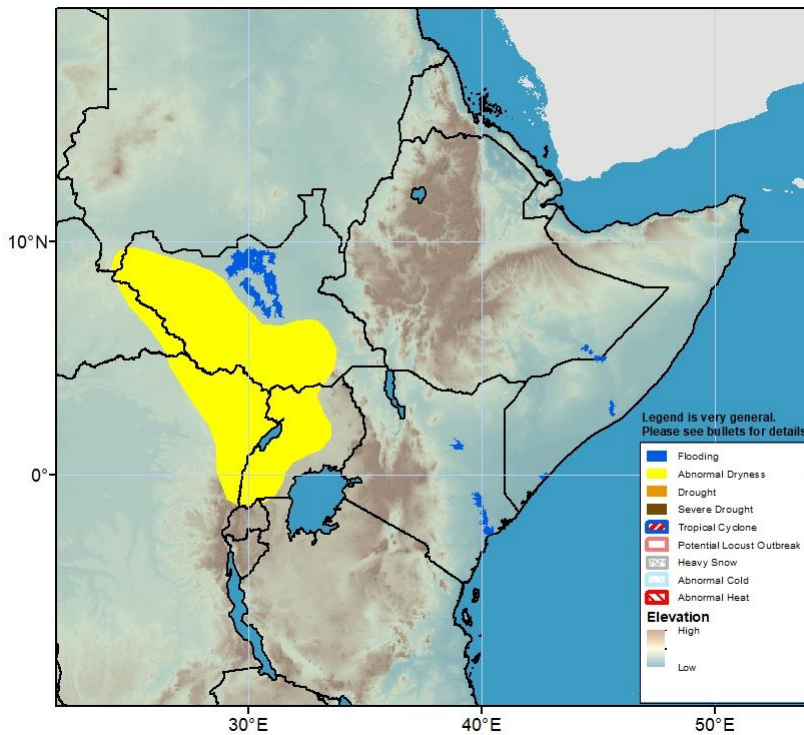 10°N
0°
30°E
40°E
50°E
Legend is very general.
Please see bullets for details
Flooding
Abnormal Dryness
Drought
Severe Drought
Tropical Cyclone
Potential Locust Outbreak
Heavy Snow
Abnormal Cold
Abnormal Heat
Elevation
High
Low